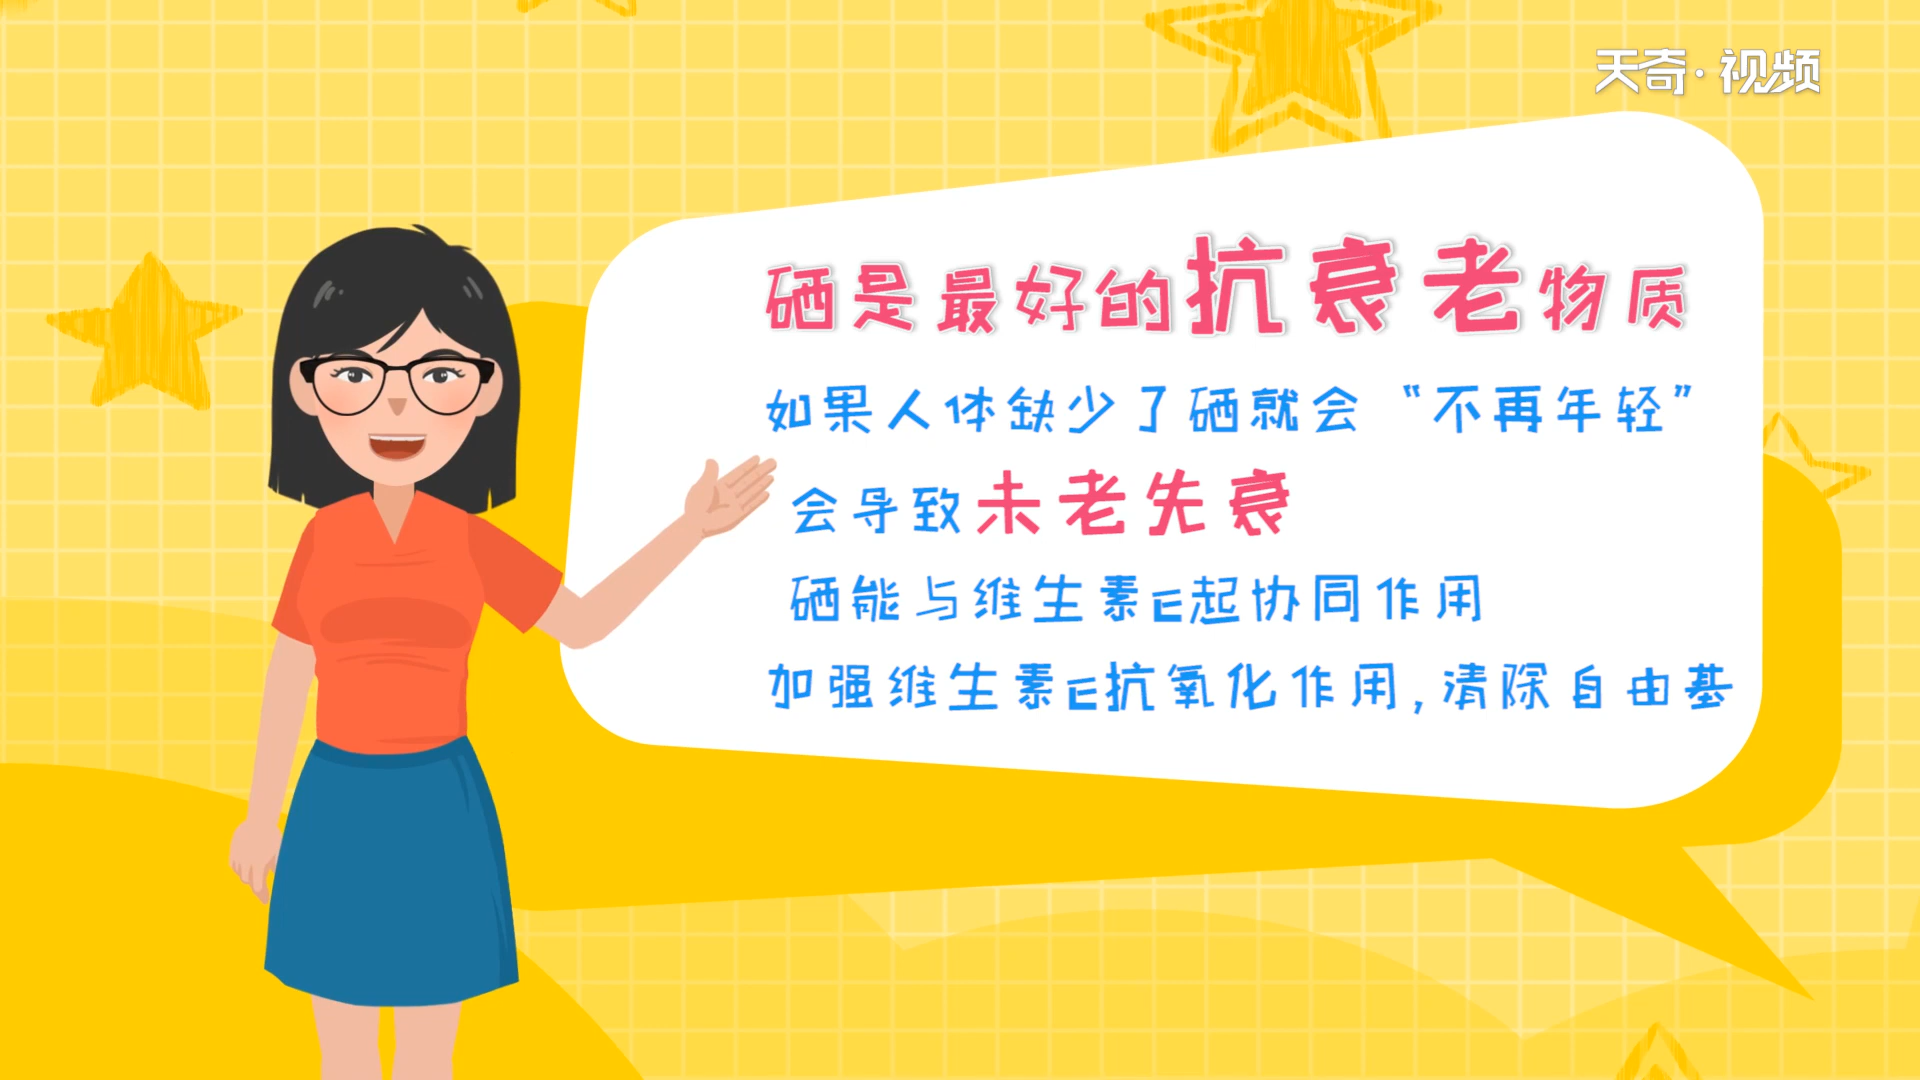 天奇·视频
硒是最好的抗衰老物质
如果人体缺少了硒就会“不再年轻”
会导致未老先衰
硒能与维生素E起协同作用
加强维生素E抗氧化作用,清除自由基